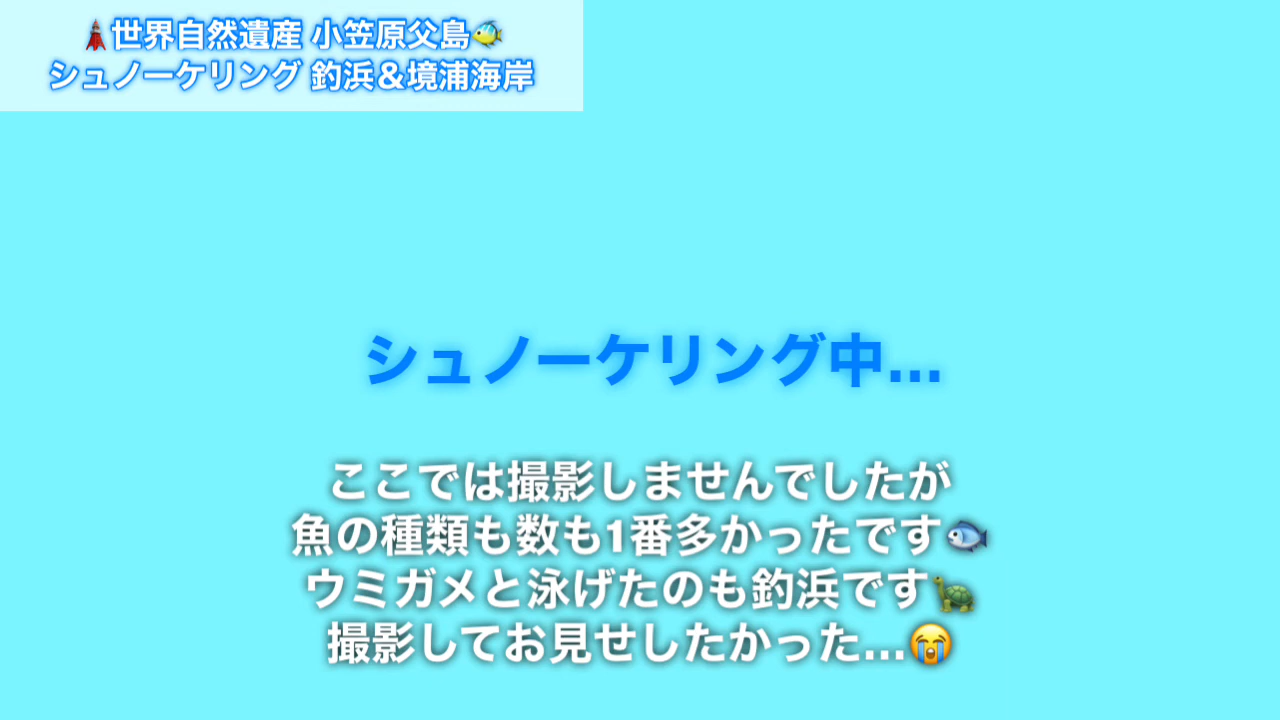 🗼世界自然遺産 小笠原父島🐠
シュノーケリング 釣浜＆境浦海岸
シュノーケリング中...
ここでは撮影しませんでしたが
魚の種類も数も1番多かったです🐟
ウミガメと泳げたのも釣浜です🐢
撮影してお見せしたかった...😭